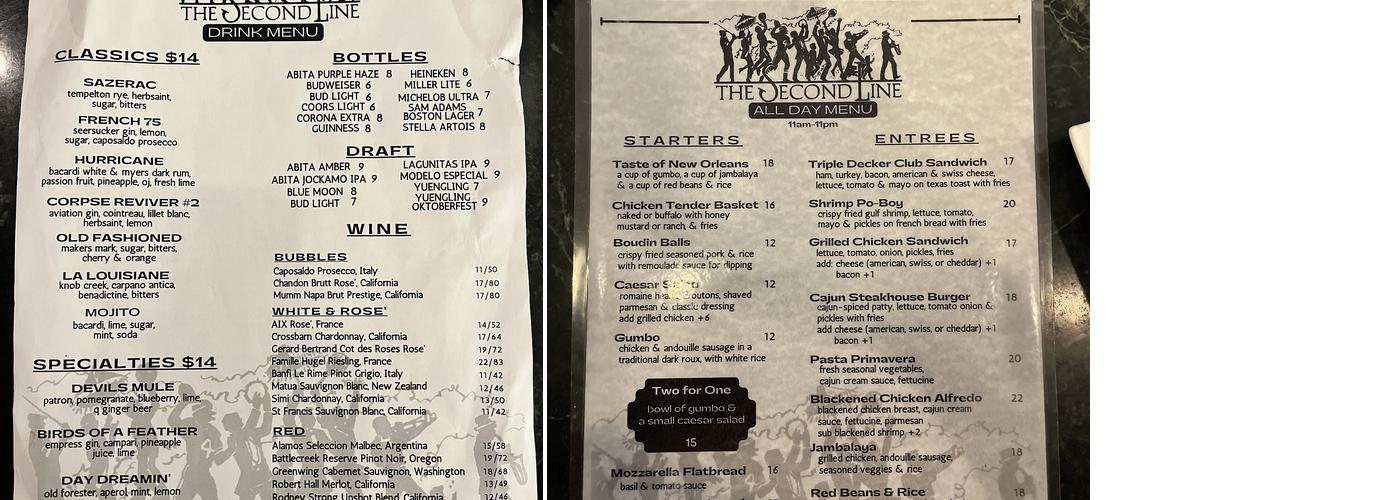 THE SECOND LINE
DRINK MENU
CLASSICS $14
SAZERAC
tempelton rye, herbsaint,
sugar, bitters
FRENCH 75
seersucker gin, lemon,
sugar, caposaldo prosecco
HURRICANE
bacardi white & myers dark rum,
passion fruit, pineapple, oj, fresh lime
CORPSE REVIVER #2
aviation gin, cointreau, lillet blanc,
herbsaint, lemon
OLD FASHIONED
makers mark, sugar, bitters,
cherry & orange
LA LOUISIANE
knob creek, carpano antica,
benadictine, bitters
MOJITO
bacardi, lime, sugar,
mint, soda
SPECIALTIES $14
DEVILS MULE
patron, pomegranate, blueberry, lime,
q ginger beer
BIRDS OF A FEATHER
empress gin, campari, pineapple
juice, lime
DAY DREAMIN'
old forester, aperol, mint, lemon
BOTTLES
ABITA PURPLE HAZE 8
BUDWEISER 6
BUD LIGHT 6
COORS LIGHT 6
CORONA EXTRA 8
GUINNESS 8
HEINEKEN 8
MILLER LITE 6
MICHELOB ULTRA 7
SAM ADAMS
BOSTON LAGER 7
STELLA ARTOIS 8
DRAFT
ABITA AMBER 9
ABITA JOCKAMO IPA 9
BLUE MOON 8
BUD LIGHT 7
LAGUNITAS IPA 9
MODELO ESPECIAL 9
YUENGLING 7
YUENGLING
OKTOBERFEST 9
WINE
BUBBLES
Caposaldo Prosecco, Italy 11/50
Chandon Brutt Rose', California 17/80
Mumm Napa Brut Prestige, California 17/80
WHITE & ROSE'
AIX Rose', France 14/52
Crossbarn Chardonnay, California 17/64
Gerard Bertrand Cot des Roses Rose' 19/72
Famille Hugel Riesling, France 22/83
Banfi Le Rime Pinot Grigio, Italy 11/42
Matua Sauvignon Blanc, New Zealand 12/46
Simi Chardonnay, California 13/50
St Francis Sauvignon Blanc, California 11/42
RED
Alamos Seleccion Malbec, Argentina 15/58
Battlecreek Reserve Pinot Noir, Oregon 19/72
Greenwing Cabernet Sauvignon, Washington 18/68
Robert Hall Merlot, California 13/49
Rodney Strong Upshot Blend, California 12/46
THE SECOND LINE
ALL DAY MENU
11am-11pm
STARTERS
Taste of New Orleans 18
a cup of gumbo, a cup of jambalaya
& a cup of red beans & rice
Chicken Tender Basket 16
naked or buffalo with honey
mustard or ranch, & fries
Boudin Balls 12
crispy fried seasoned pork & rice
with remoulade sauce for dipping
Caesar Salad 12
romaine hearts, croutons, shaved
parmesan & classic dressing
add grilled chicken +6
Gumbo 12
chicken & andouille sausage in a
traditional dark roux, with white rice
Two for One
bowl of gumbo &
a small caesar salad
15
Mozzarella Flatbread 16
basil & tomato sauce
ENTREES
Triple Decker Club Sandwich 17
ham, turkey, bacon, american & swiss cheese,
lettuce, tomato & mayo on texas toast with fries
Shrimp Po-Boy 20
crispy fried gulf shrimp, lettuce, tomato,
mayo & pickles on french bread with fries
Grilled Chicken Sandwich 17
lettuce, tomato, onion, pickles, fries
add: cheese (american, swiss, or cheddar) +1
bacon +1
Cajun Steakhouse Burger 18
cajun-spiced patty, lettuce, tomato onion &
pickles with fries
add cheese (american, swiss, or cheddar) +1
bacon +1
Pasta Primavera 20
fresh seasonal vegetables,
cajun cream sauce, fettucine
Blackened Chicken Alfredo 22
blackened chicken breast, cajun cream
sauce, fettucine, parmesan
sub blackened shrimp +2
Jambalaya 18
grilled chicken, andouille sausage,
seasoned veggies & rice
Red Beans & Rice 18